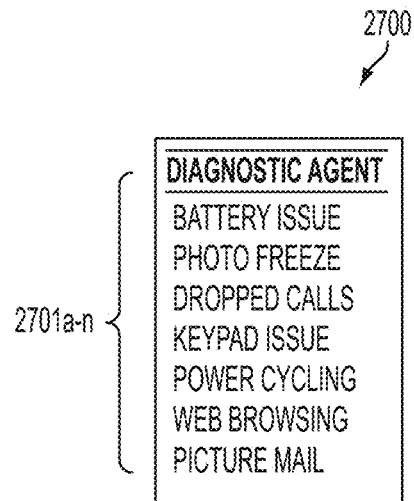 2700
DIAGNOSTIC AGENT
BATTERY ISSUE
PHOTO FREEZE
DROPPED CALLS
2701a-n
KEYPAD ISSUE
POWER CYCLING
WEB BROWSING
PICTURE MAIL